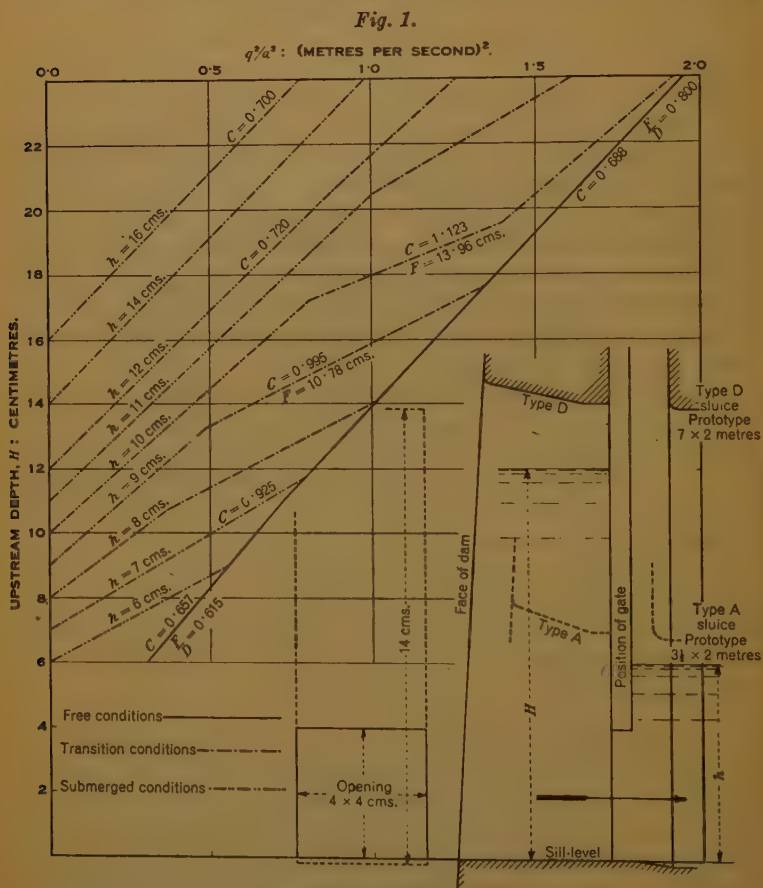 Fig. 1.
q²/a² : (METRES PER SECOND)².
0·0 0·5 1·0 1·5 2·0
UPSTREAM DEPTH, H : CENTIMETRES.
22
20
18
16
14
12
10
8
6
4
2
C = 0·700
h = 16 cms.
h = 14 cms.
C = 0·720
h = 12 cms.
h = 11 cms.
h = 10 cms.
h = 9 cms.
h = 8 cms.
h = 7 cms.
h = 6 cms.
C = 1·123
F = 13·96 cms.
C = 0·995
F = 10·78 cms.
C = 0·925
C = 0·688
F/D = 0·800
C = 0·657
F/D = 0·615
Free conditions
Transition conditions
Submerged conditions
14 cms.
Opening
4 × 4 cms.
Face of dam
Type D
Type A
H
h
Position of gate
Type D
sluice
Prototype
7 × 2 metres
Type A
sluice
Prototype
3½ × 2 metres
Sill-level